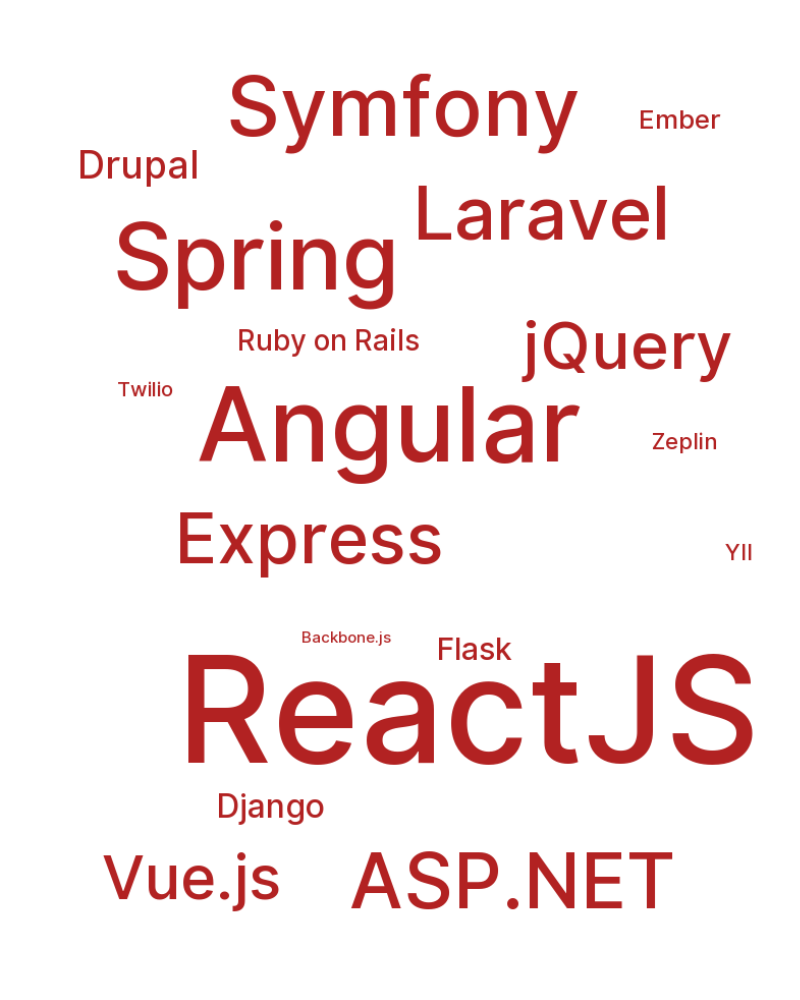 Symfony
Ember
Drupal
Laravel
Spring
Ruby on Rails
jQuery
Twilio
Angular
Zeplin
Express
YII
Backbone.js
Flask
ReactJS
Django
Vue.js
ASP.NET